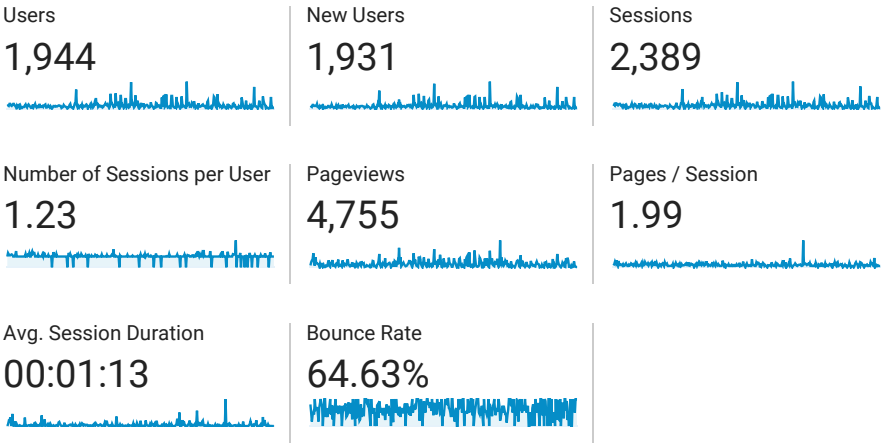 Users
1,944
New Users
1,931
Sessions
2,389
Number of Sessions per User
1.23
Pageviews
4,755
Pages / Session
1.99
Avg. Session Duration
00:01:13
Bounce Rate
64.63%